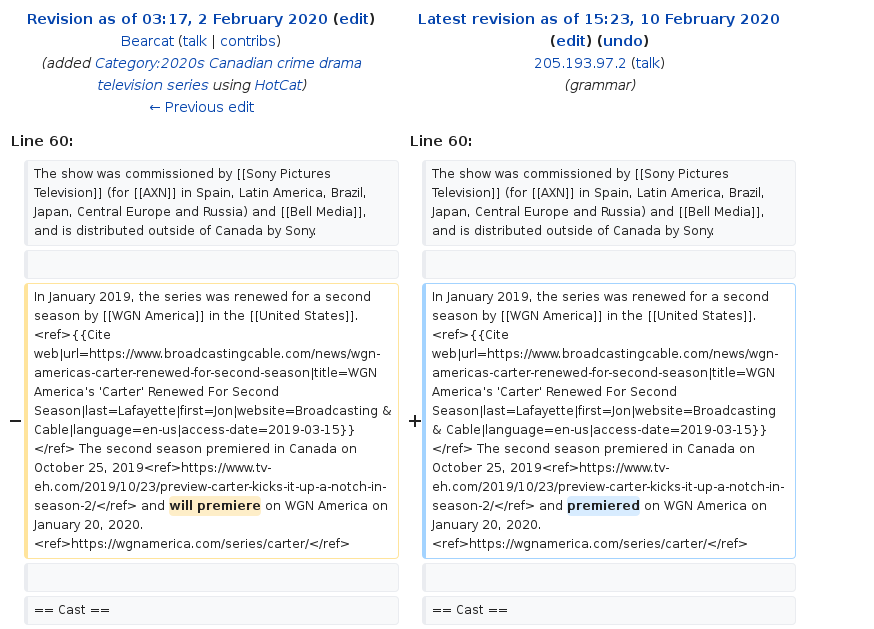 Revision as of 03:17, 2 February 2020 (edit)
Bearcat (talk | contribs)
(added Category:2020s Canadian crime drama
television series using HotCat)
← Previous edit
Latest revision as of 15:23, 10 February 2020
(edit) (undo)
205.193.97.2 (talk)
(grammar)
Line 60:
Line 60:
The show was commissioned by [[Sony Pictures
Television]] (for [[AXN]] in Spain, Latin America, Brazil,
Japan, Central Europe and Russia) and [[Bell Media]],
and is distributed outside of Canada by Sony.
The show was commissioned by [[Sony Pictures
Television]] (for [[AXN]] in Spain, Latin America, Brazil,
Japan, Central Europe and Russia) and [[Bell Media]],
and is distributed outside of Canada by Sony.
−
In January 2019, the series was renewed for a second
season by [[WGN America]] in the [[United States]].
<ref>{{Cite
web|url=https://www.broadcastingcable.com/news/wgn-
americas-carter-renewed-for-second-season|title=WGN
America's 'Carter' Renewed For Second
Season|last=Lafayette|first=Jon|website=Broadcasting &
Cable|language=en-us|access-date=2019-03-15}}
</ref> The second season premiered in Canada on
October 25, 2019<ref>https://www.tv-
eh.com/2019/10/23/preview-carter-kicks-it-up-a-notch-in-
season-2/</ref> and will premiere on WGN America on
January 20, 2020.
<ref>https://wgnamerica.com/series/carter/</ref>
+
In January 2019, the series was renewed for a second
season by [[WGN America]] in the [[United States]].
<ref>{{Cite
web|url=https://www.broadcastingcable.com/news/wgn-
americas-carter-renewed-for-second-season|title=WGN
America's 'Carter' Renewed For Second
Season|last=Lafayette|first=Jon|website=Broadcasting
& Cable|language=en-us|access-date=2019-03-15}}
</ref> The second season premiered in Canada on
October 25, 2019<ref>https://www.tv-
eh.com/2019/10/23/preview-carter-kicks-it-up-a-notch-in-
season-2/</ref> and premiered on WGN America on
January 20, 2020.
<ref>https://wgnamerica.com/series/carter/</ref>
== Cast ==
== Cast ==